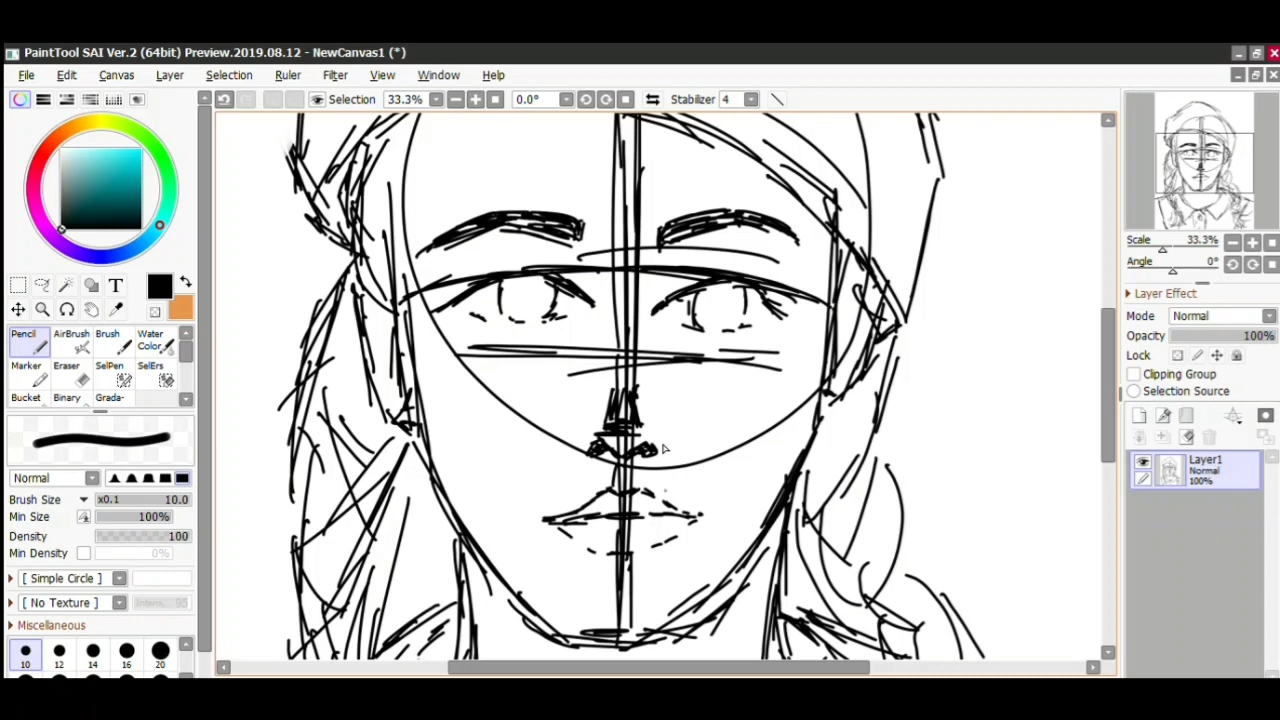 PaintTool SAI Ver.2 (64bit) Preview.2019.08.12 - NewCanvas1 (*)
File Edit Canvas Layer Selection Ruler Filter View Window Help
Selection 33.3% 0.0° Stabilizer 4
T
Pencil AirBrush Brush Water Color
Marker Eraser SelPen SelErs
Bucket Binary Grada-
Normal
Brush Size x0.1 10.0
Min Size 100%
Density 100
Min Density 0%
[ Simple Circle ]
[ No Texture ] 95
Miscellaneous
10 12 14 16 20
Scale 33.3%
Angle 0°
Layer Effect
Mode Normal
Opacity 100%
Lock
Clipping Group
Selection Source
Layer1
Normal
100%